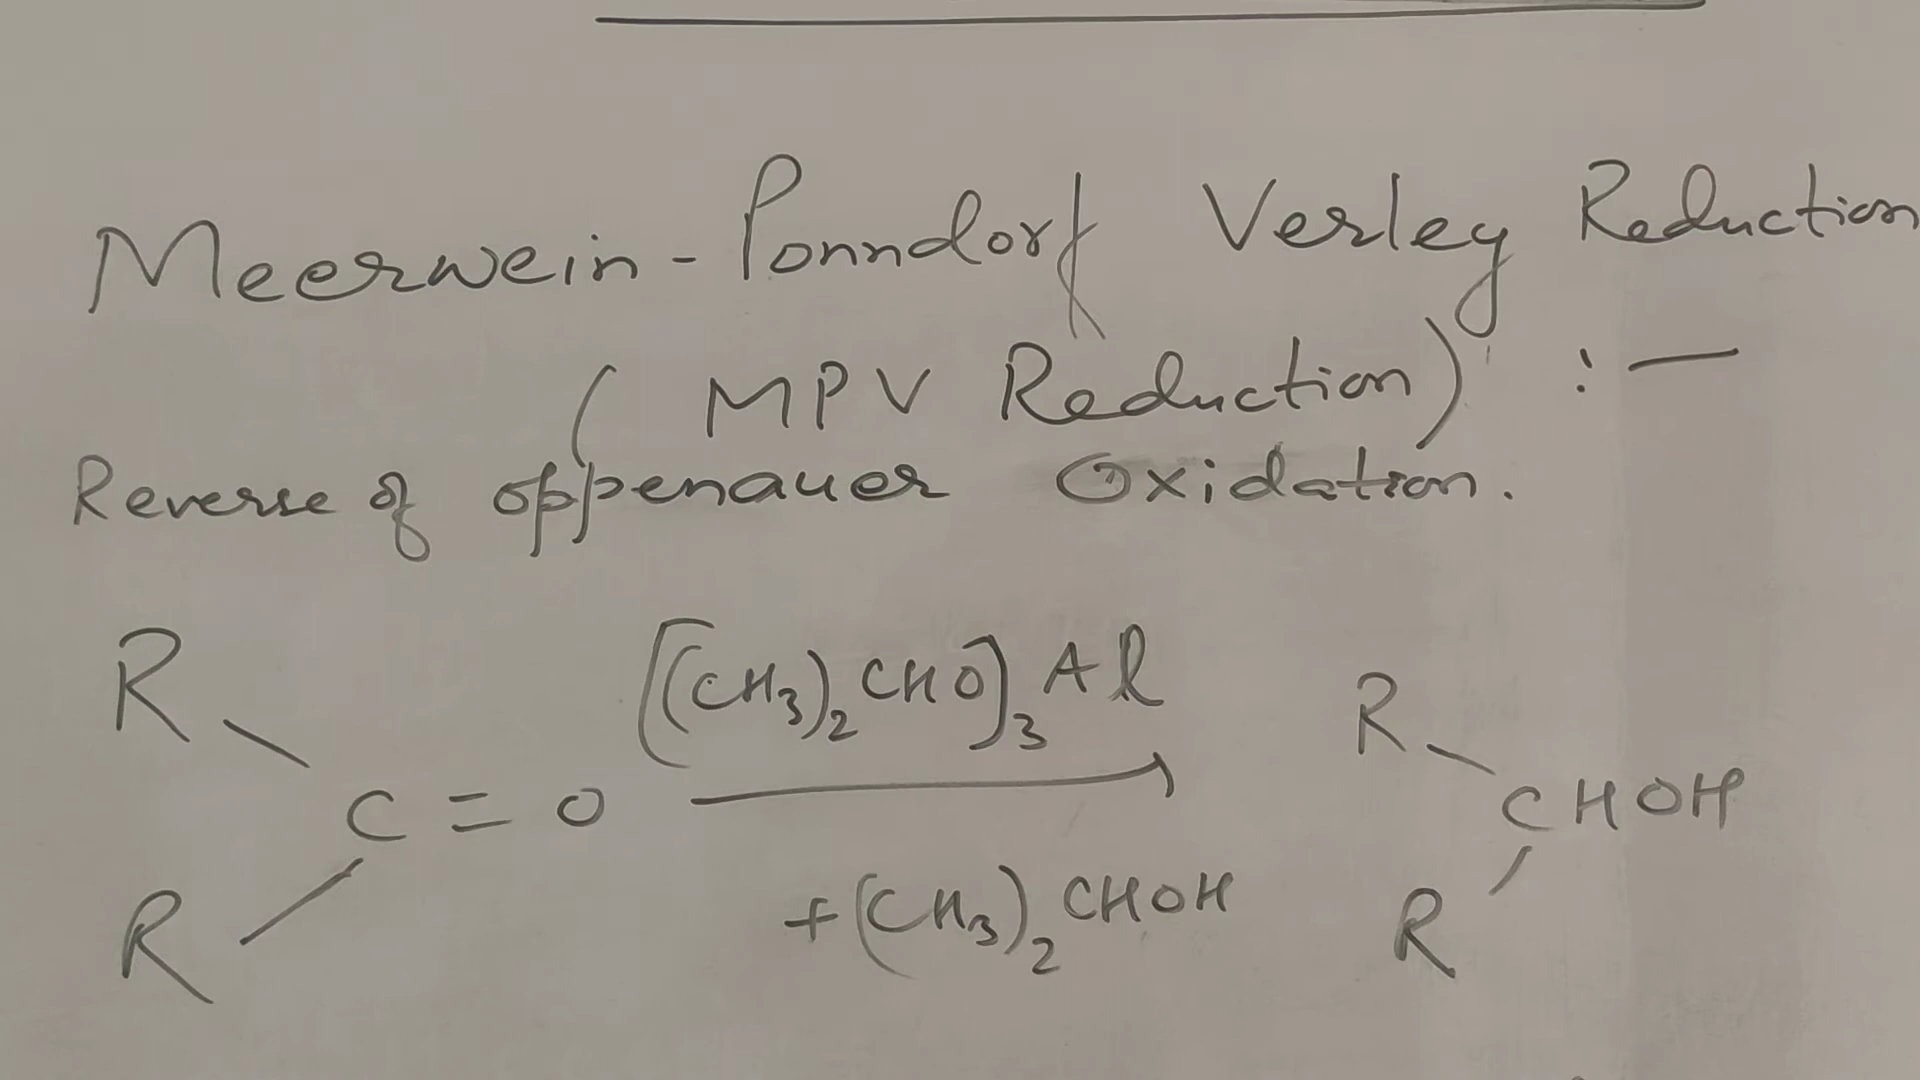 Meerwein-Ponndorf Verley Reduction
(MPV Reduction) :—
Reverse of oppenauer Oxidation.
R
R
C=O
[(CH₃)₂CHO]₃Al
+(CH₃)₂CHOH
R
R
CHOH